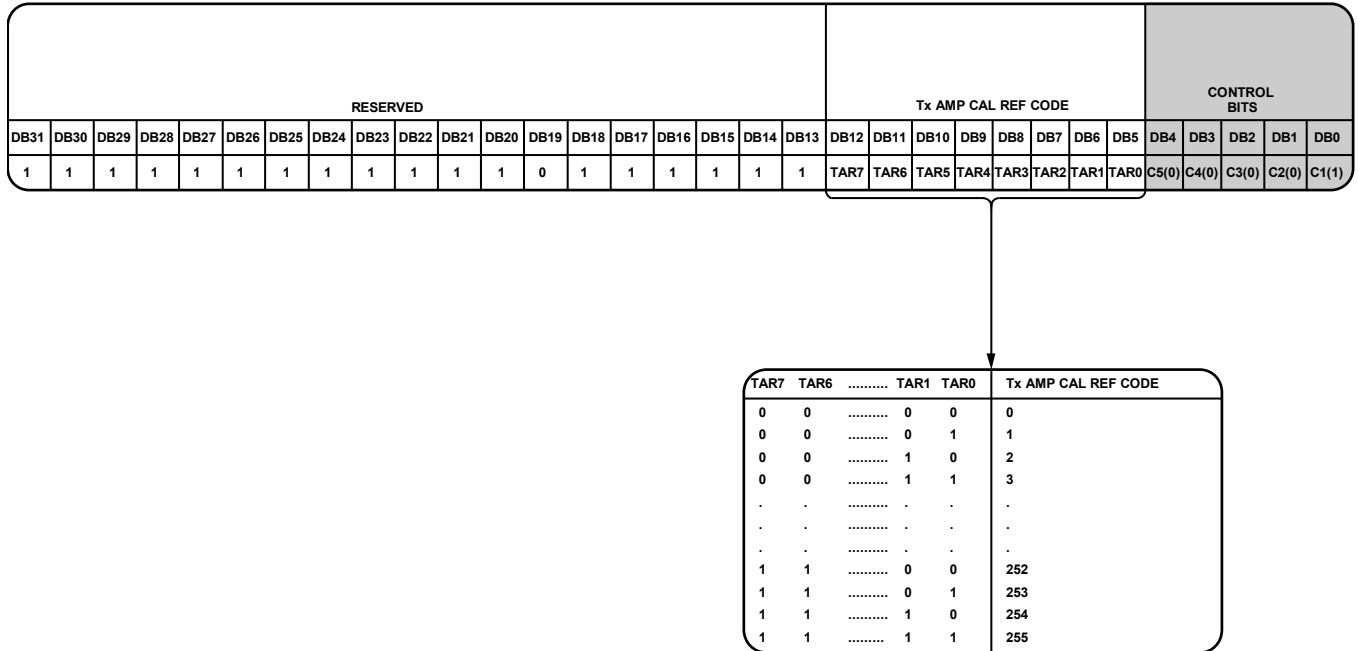 RESERVED Tx AMP CAL REF CODE CONTROL
BITS
DB31 DB30 DB29 DB28 DB27 DB26 DB25 DB24 DB23 DB22 DB21 DB20 DB19 DB18 DB17 DB16 DB15 DB14 DB13 DB12 DB11 DB10 DB9 DB8 DB7 DB6 DB5 DB4 DB3 DB2 DB1 DB0
1 1 1 1 1 1 1 1 1 1 1 1 0 1 1 1 1 1 1 TAR7 TAR6 TAR5 TAR4 TAR3 TAR2 TAR1 TAR0 C5(0) C4(0) C3(0) C2(0) C1(1)
TAR7 TAR6 .......... TAR1 TAR0 Tx AMP CAL REF CODE
0 0 .......... 0 0 0
0 0 .......... 0 1 1
0 0 .......... 1 0 2
0 0 .......... 1 1 3
. . .......... . . .
. . .......... . . .
. . .......... . . .
1 1 .......... 0 0 252
1 1 .......... 0 1 253
1 1 .......... 1 0 254
1 1 ......... 1 1 255